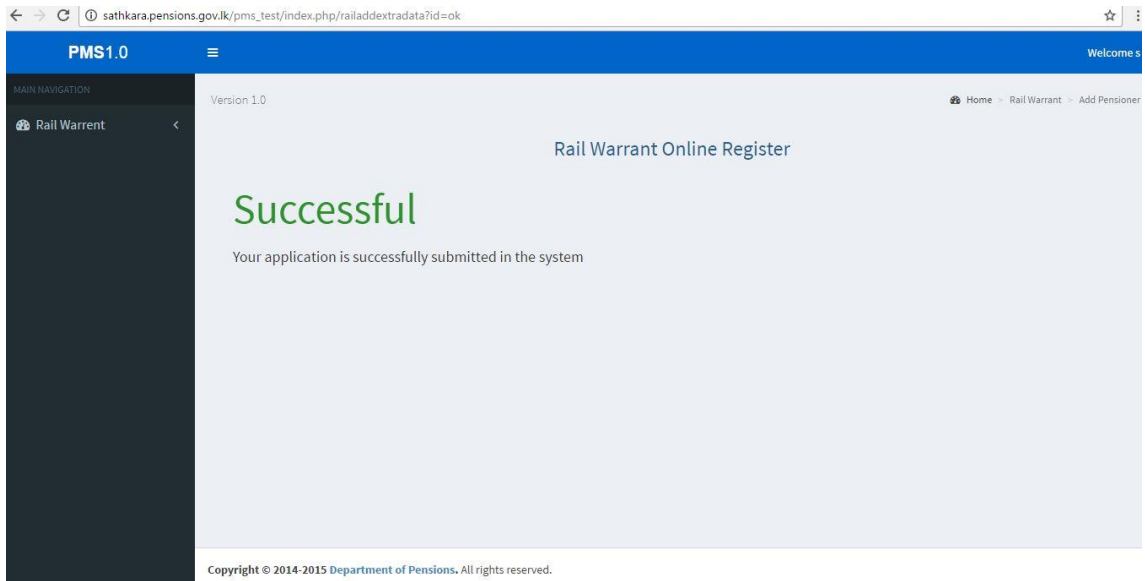 sathkara.pensions.gov.lk/pms_test/index.php/railaddextradata?id=ok
PMS1.0
Welcome s
MAIN NAVIGATION
Version 1.0
Home > Rail Warrant > Add Pensioner
Rail Warrent
Rail Warrant Online Register
Successful
Your application is successfully submitted in the system
Copyright © 2014-2015 Department of Pensions. All rights reserved.